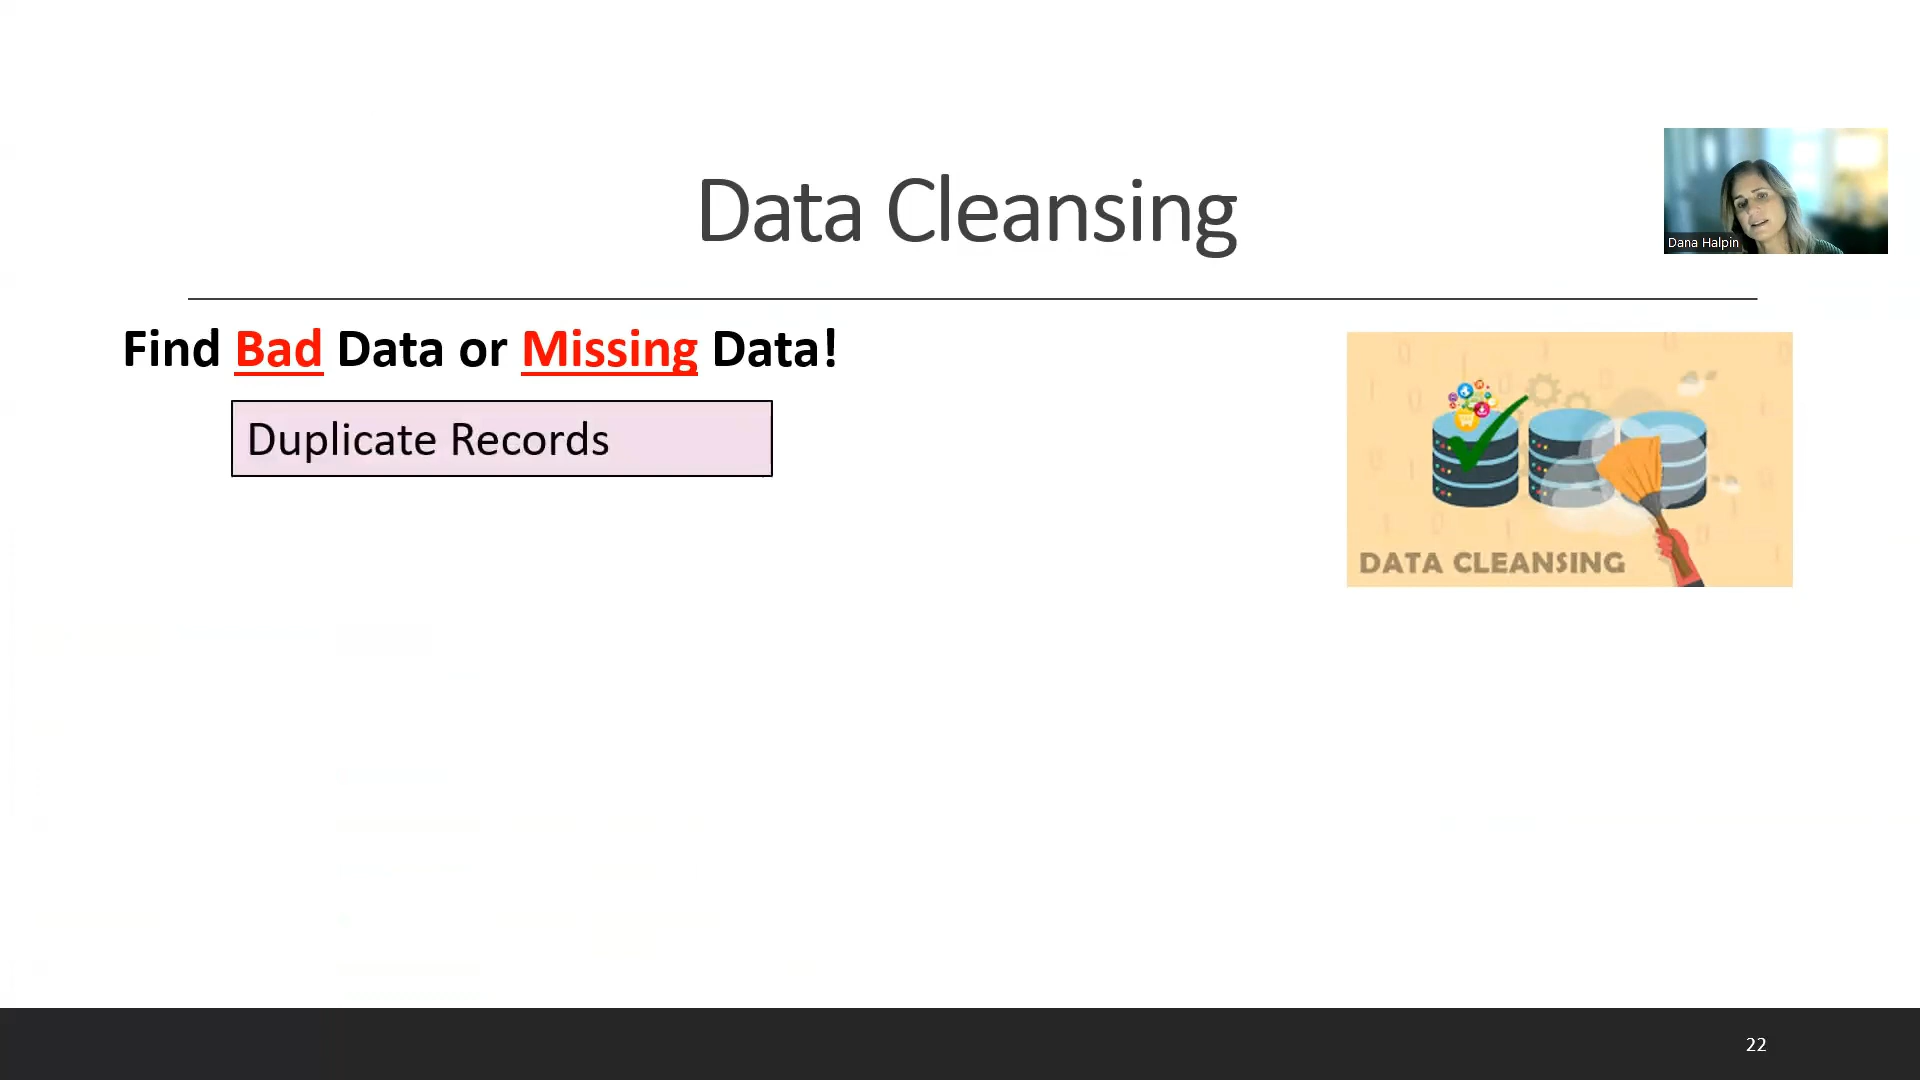 Data Cleansing
Dana Halpin
Find Bad Data or Missing Data!
Duplicate Records
DATA CLEANSING
22